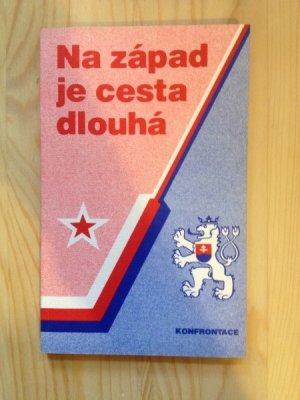 Na západ
je cesta
dlouhá
KONFRONTACE